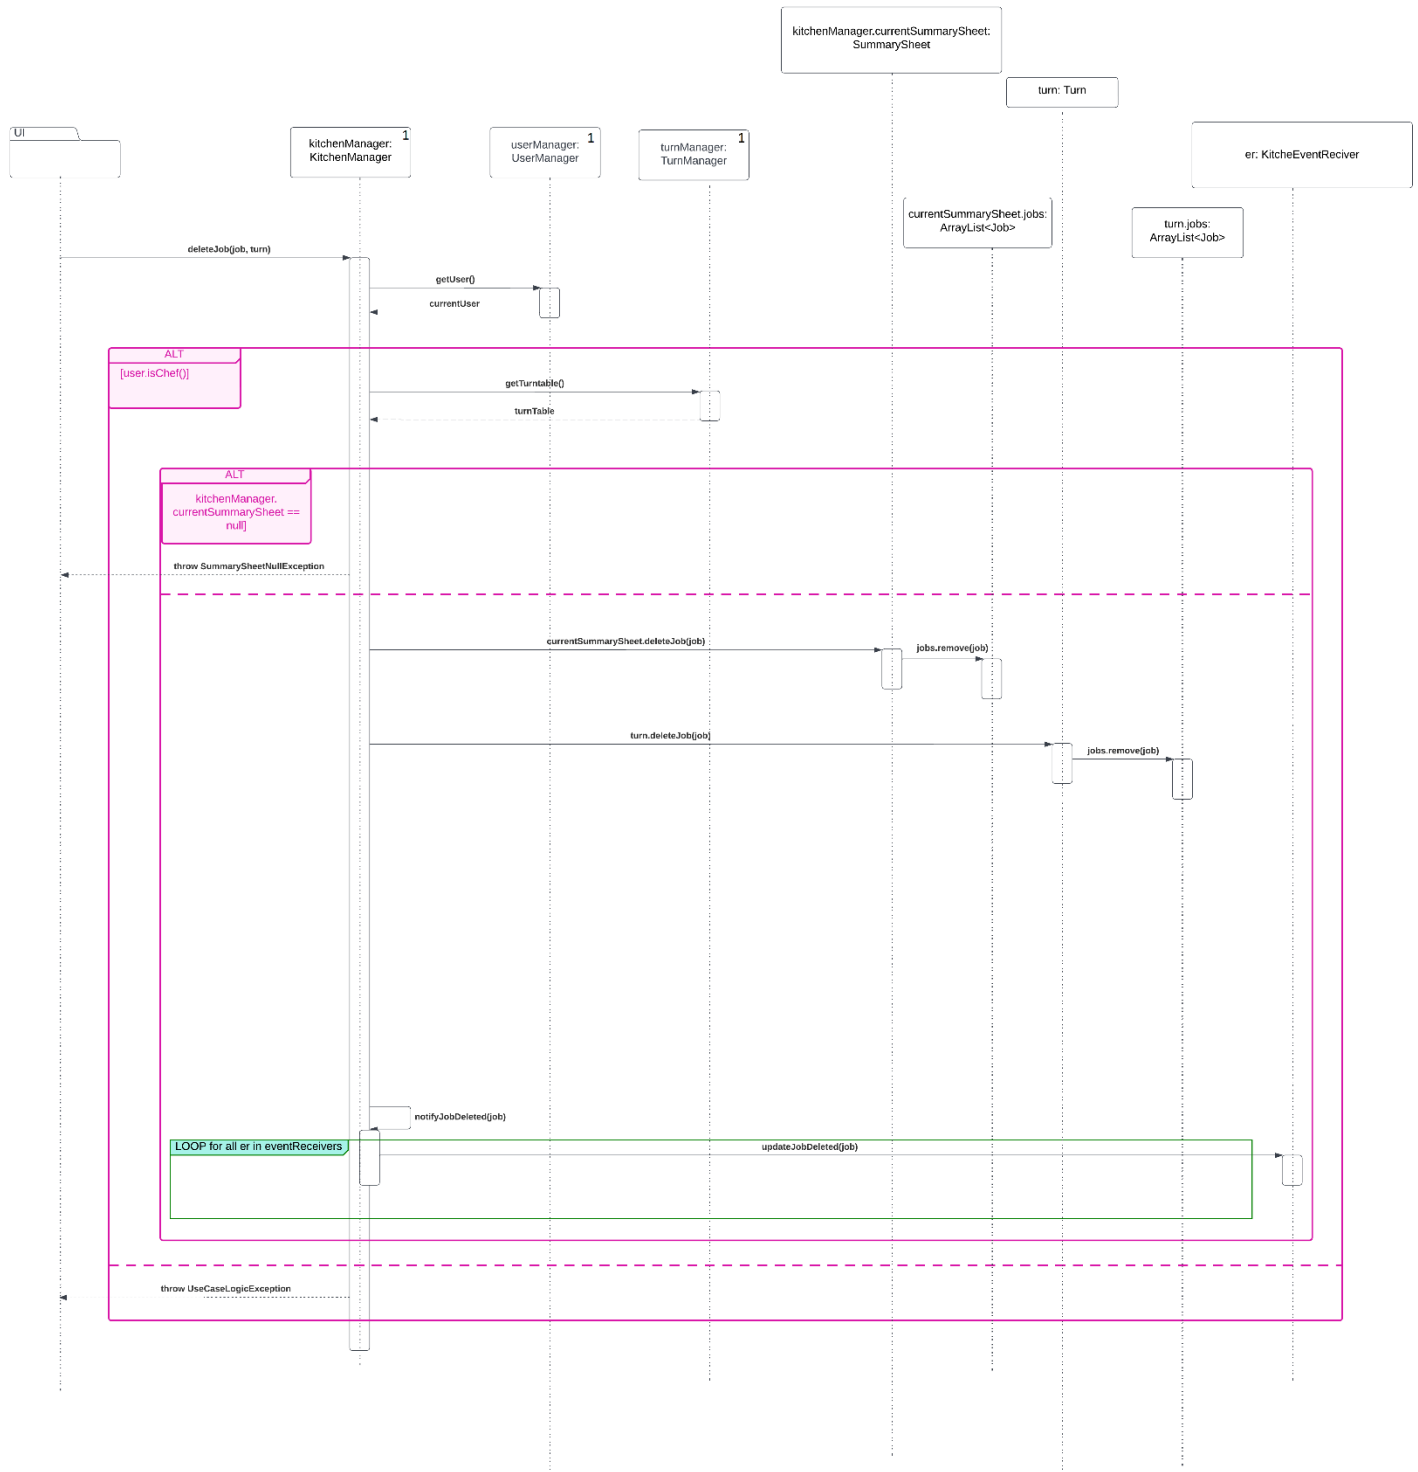 kitchenManager.currentSummarySheet:
SummarySheet
turn: Turn
UI
kitchenManager:
KitchenManager
1
userManager:
UserManager
1
turnManager:
TurnManager
1
er: KitcheEventReciver
currentSummarySheet.jobs:
ArrayList<Job>
turn.jobs:
ArrayList<Job>
deleteJob(job, turn)
getUser()
currentUser
ALT
[user.isChef()]
getTurntable()
turnTable
ALT
kitchenManager.
currentSummarySheet ==
null]
throw SummarySheetNullException
currentSummarySheet.deleteJob(job)
jobs.remove(job)
turn.deleteJob(job)
jobs.remove(job)
notifyJobDeleted(job)
LOOP for all er in eventReceivers
updateJobDeleted(job)
throw UseCaseLogicException